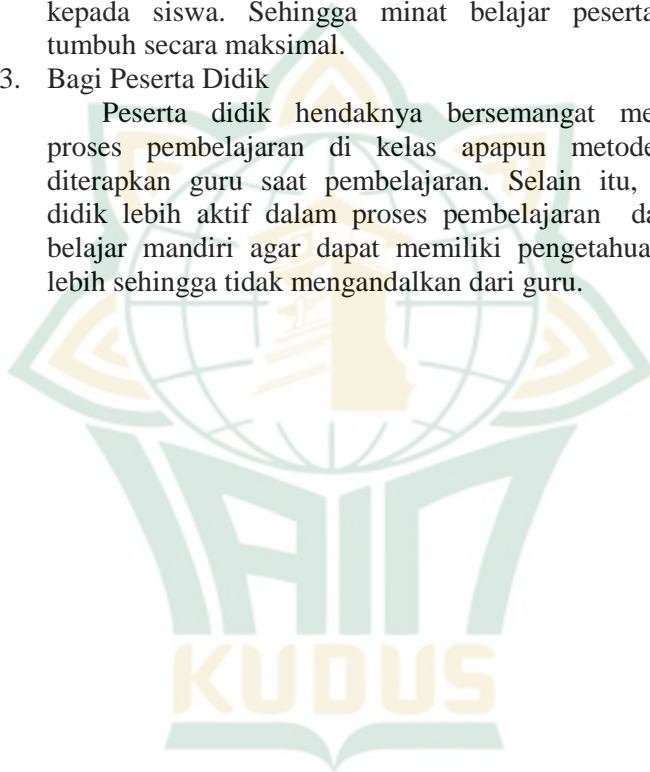 kepada siswa. Sehingga minat belajar peserta
tumbuh secara maksimal.
3. Bagi Peserta Didik
Peserta didik hendaknya bersemangat me
proses pembelajaran di kelas apapun metode
diterapkan guru saat pembelajaran. Selain itu,
didik lebih aktif dalam proses pembelajaran da
belajar mandiri agar dapat memiliki pengetahua
lebih sehingga tidak mengandalkan dari guru.
IAIN
KUDUS